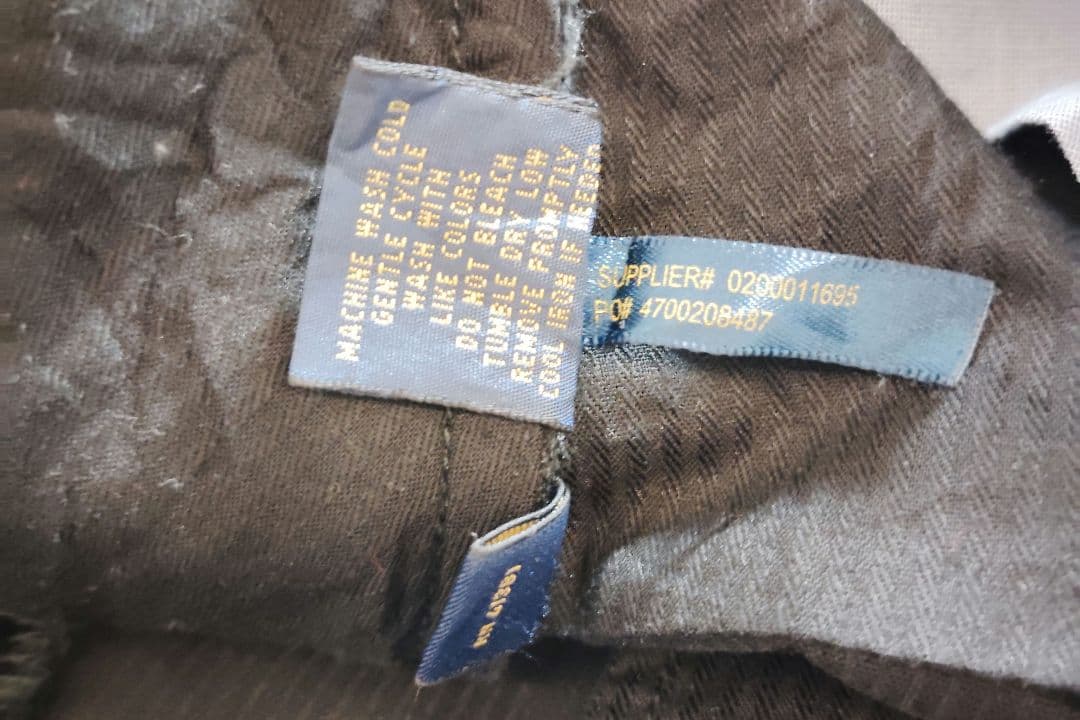 MACHINE WASH COLD
GENTLE CYCLE
WASH WITH
LIKE COLORS
DO NOT BLEACH
TUMBLE DRY LOW
REMOVE PROMPTLY
COOL IRON IF NEEDED
SUPPLIER# 0200011695
PO# 4700208487